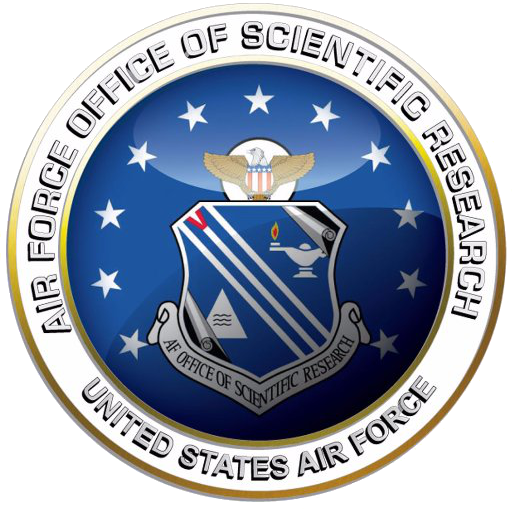 AIR FORCE OFFICE OF SCIENTIFIC RESEARCH
V
AF OFFICE OF SCIENTIFIC RESEARCH
UNITED STATES AIR FORCE